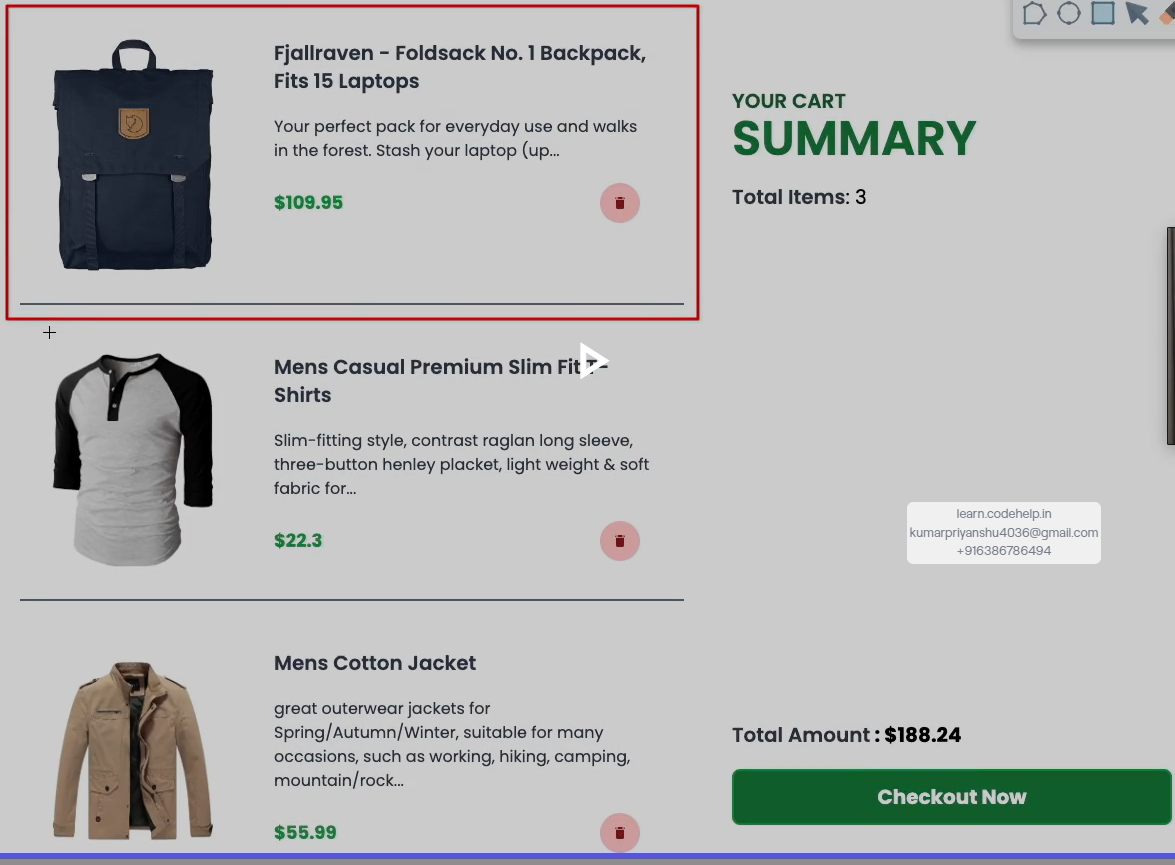 Fjallraven - Foldsack No. 1 Backpack,
Fits 15 Laptops
Your perfect pack for everyday use and walks
in the forest. Stash your laptop (up...
$109.95
Mens Casual Premium Slim Fit T-
Shirts
Slim-fitting style, contrast raglan long sleeve,
three-button henley placket, light weight & soft
fabric for...
$22.3
Mens Cotton Jacket
great outerwear jackets for
Spring/Autumn/Winter, suitable for many
occasions, such as working, hiking, camping,
mountain/rock...
$55.99
YOUR CART
SUMMARY
Total Items: 3
learn.codehelp.in
kumarpriyanshu4036@gmail.com
+916386786494
Total Amount : $188.24
Checkout Now